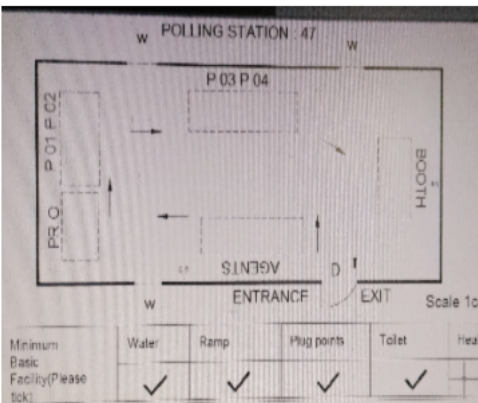 POLLING STATION : 47
W
W
P 03 P 04
P 01 P 02
PR O
BOOTH
AGENTS
D
W
ENTRANCE
EXIT
Scale 1c
Minimum
Basic
Facility(Please
tick)
Water
Ramp
Plug points
Toilet
Hea